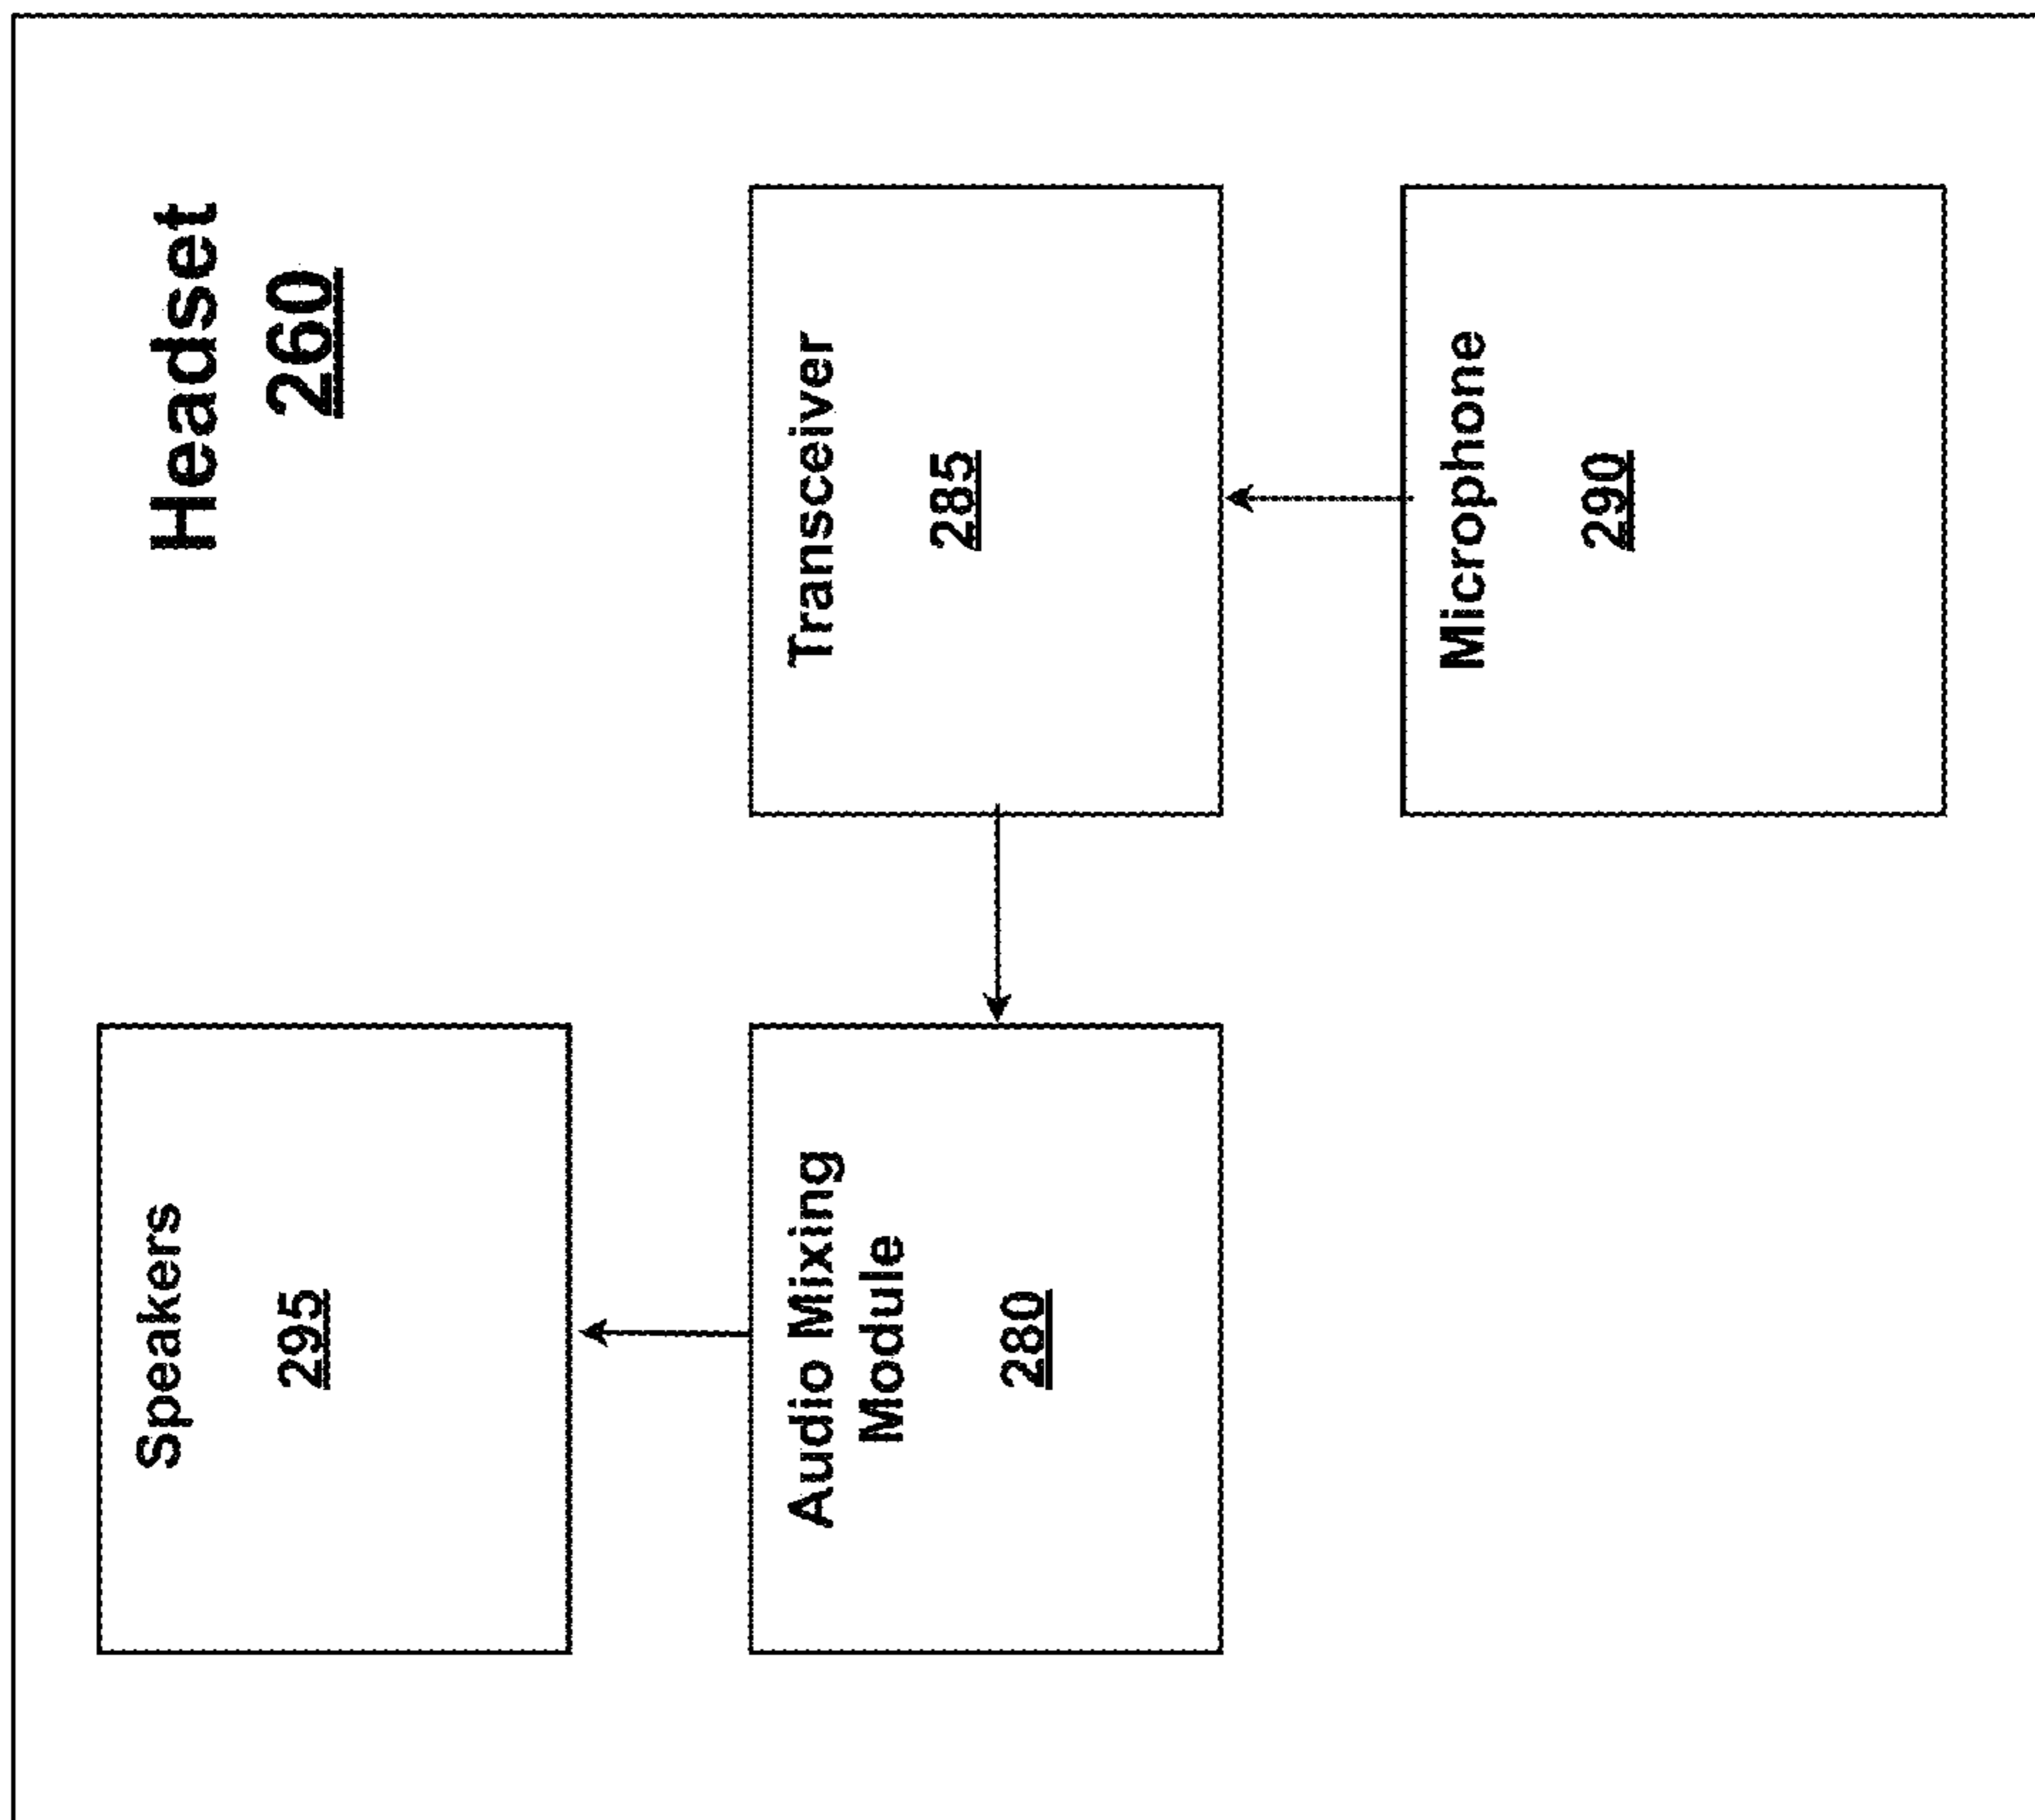 Headset
260
Speakers
295
Audio Mixing
Module
280
Transceiver
285
Microphone
290